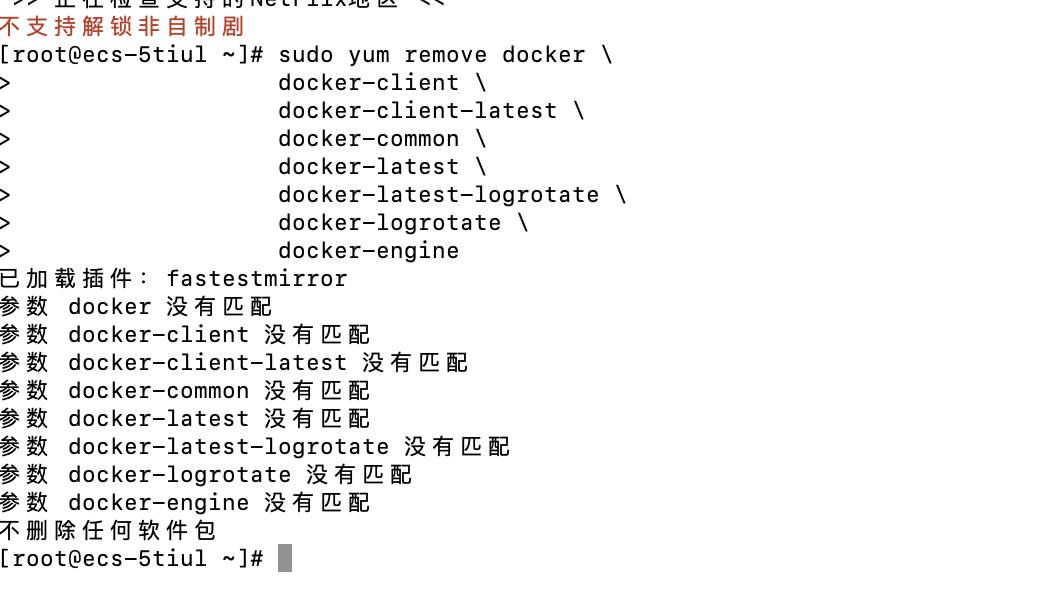 >> 正在检查支持的NetFlix地区 <<
不支持解锁非自制剧
[root@ecs-5tiul ~]# sudo yum remove docker \
> docker-client \
> docker-client-latest \
> docker-common \
> docker-latest \
> docker-latest-logrotate \
> docker-logrotate \
> docker-engine
已加载插件：fastestmirror
参数 docker 没有匹配
参数 docker-client 没有匹配
参数 docker-client-latest 没有匹配
参数 docker-common 没有匹配
参数 docker-latest 没有匹配
参数 docker-latest-logrotate 没有匹配
参数 docker-logrotate 没有匹配
参数 docker-engine 没有匹配
不删除任何软件包
[root@ecs-5tiul ~]#